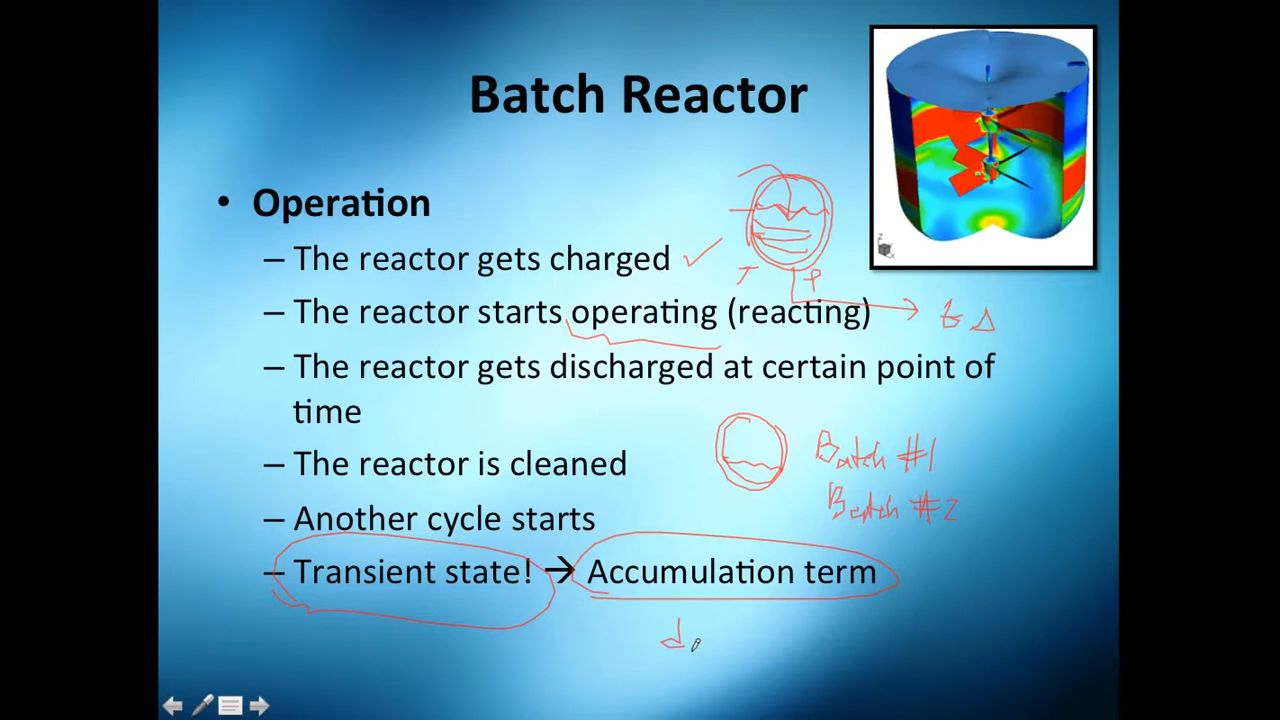 Batch Reactor
• Operation
– The reactor gets charged
– The reactor starts operating (reacting)
– The reactor gets discharged at certain point of
time
– The reactor is cleaned
Batch #1
Batch #2
– Another cycle starts
– Transient state! → Accumulation term
d